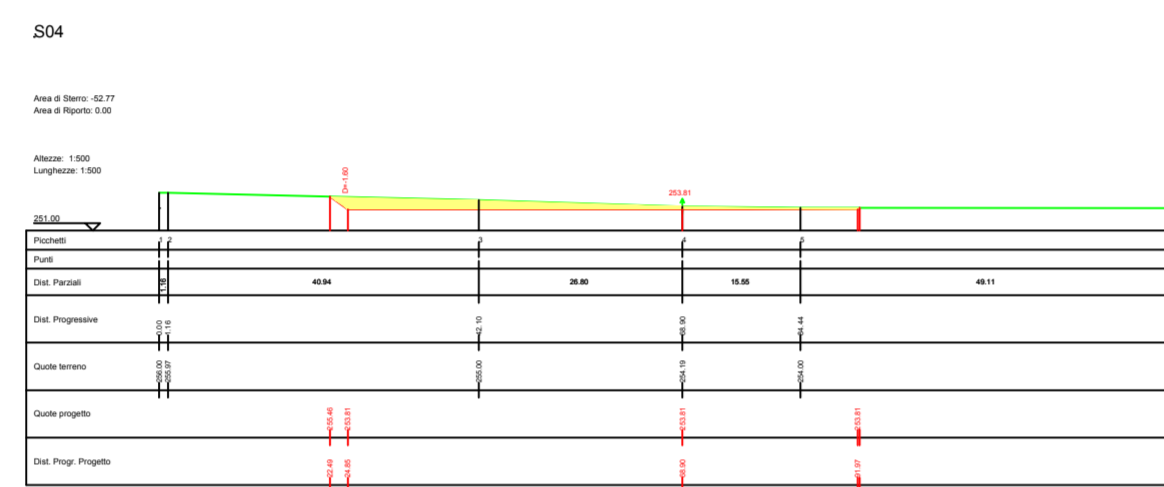 S04
Area di Sterro: -52.77
Area di Riporto: 0.00
Altezze: 1:500
Lunghezze: 1:500
D=-1.60
253.81
251.00
Picchetti 1 2 3 4 5
Punti
Dist. Parziali 1.16 40.94 26.80 15.55 49.11
Dist. Progressive 0.00 1.16 42.10 68.90 84.44
Quote terreno 256.00 255.97 255.00 254.19 254.00
Quote progetto 255.46 253.81 253.81 253.81
Dist. Progr. Progetto 22.49 24.85 68.90 91.97